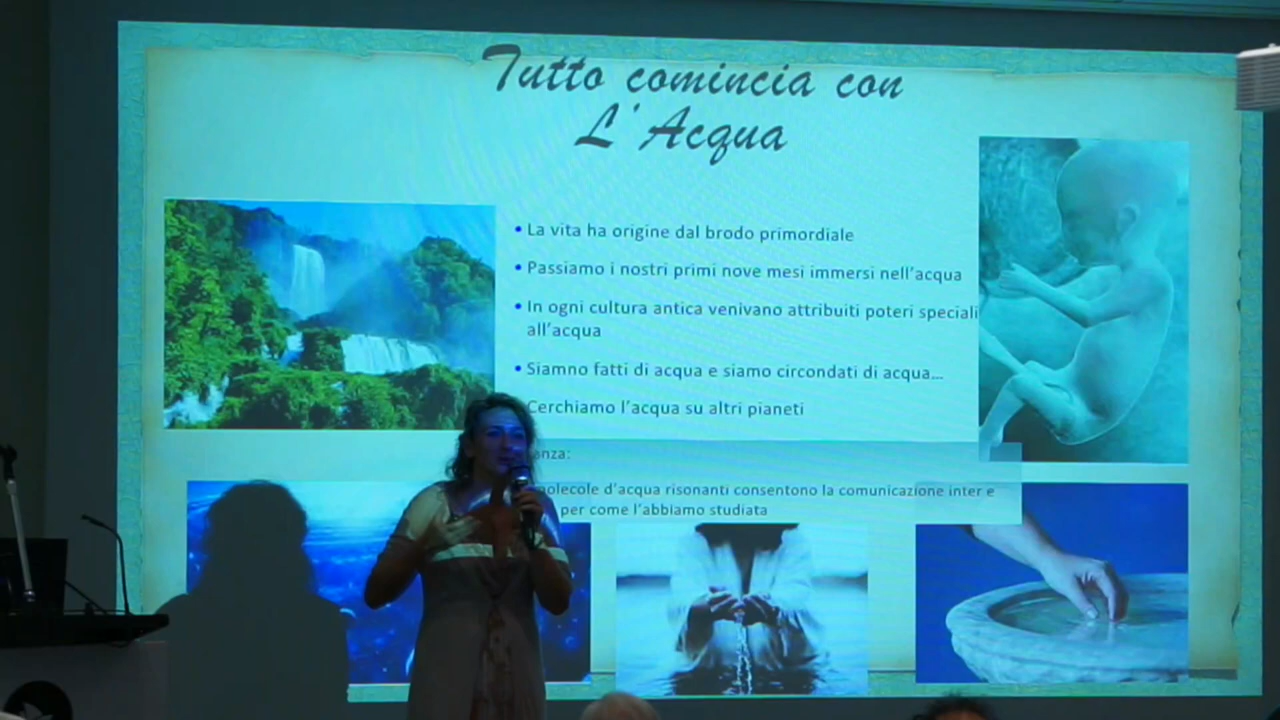 Tutto comincia con
L'Acqua
• La vita ha origine dal brodo primordiale
• Passiamo i nostri primi nove mesi immersi nell'acqua
• In ogni cultura antica venivano attribuiti poteri speciali
all'acqua
• Siamno fatti di acqua e siamo circondati di acqua...
Cerchiamo l'acqua su altri pianeti
d'acqua risonanti consentono la comunicazione inter e
per come l'abbiamo studiata